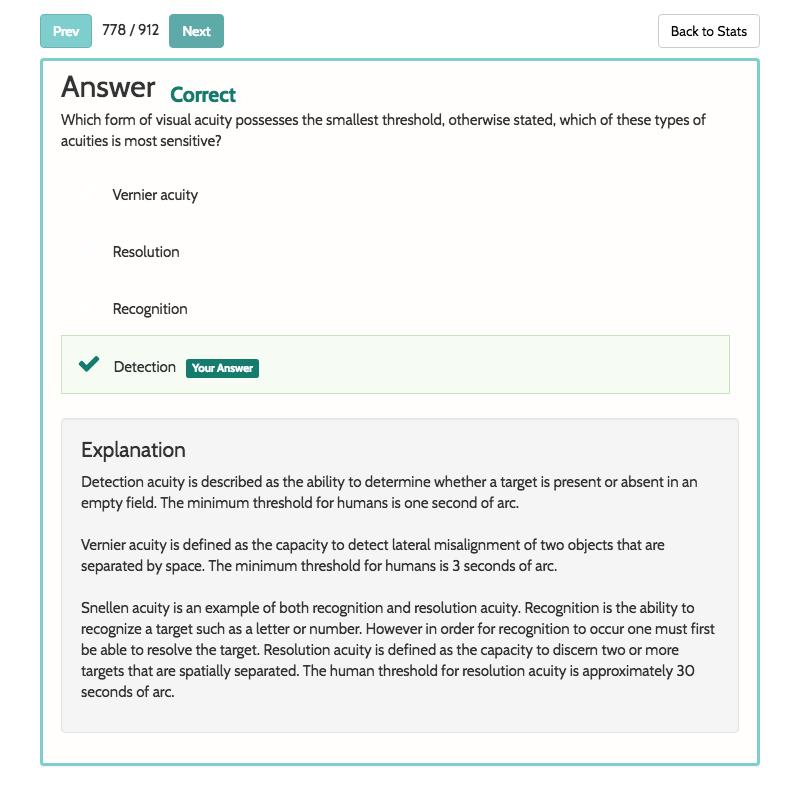 Prev 778 / 912 Next Back to Stats
Answer Correct
Which form of visual acuity possesses the smallest threshold, otherwise stated, which of these types of
acuities is most sensitive?
Vernier acuity
Resolution
Recognition
Detection Your Answer
Explanation
Detection acuity is described as the ability to determine whether a target is present or absent in an
empty field. The minimum threshold for humans is one second of arc.
Vernier acuity is defined as the capacity to detect lateral misalignment of two objects that are
separated by space. The minimum threshold for humans is 3 seconds of arc.
Snellen acuity is an example of both recognition and resolution acuity. Recognition is the ability to
recognize a target such as a letter or number. However in order for recognition to occur one must first
be able to resolve the target. Resolution acuity is defined as the capacity to discern two or more
targets that are spatially separated. The human threshold for resolution acuity is approximately 30
seconds of arc.